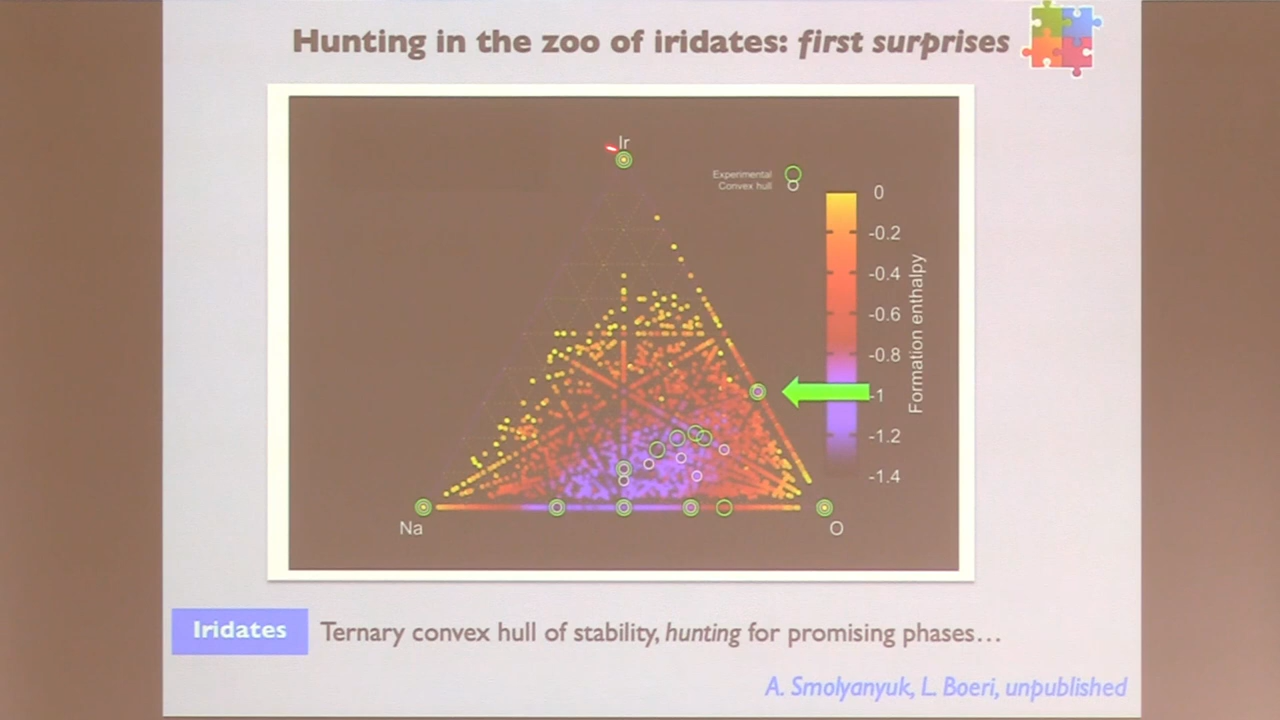 Hunting in the zoo of iridates: first surprises
Ir
Experimental
Convex hull
0
-0.2
-0.4
-0.6
-0.8
-1
-1.2
-1.4
Formation enthalpy
Na
O
Iridates
Ternary convex hull of stability, hunting for promising phases...
A. Smolyanyuk, L. Boeri, unpublished